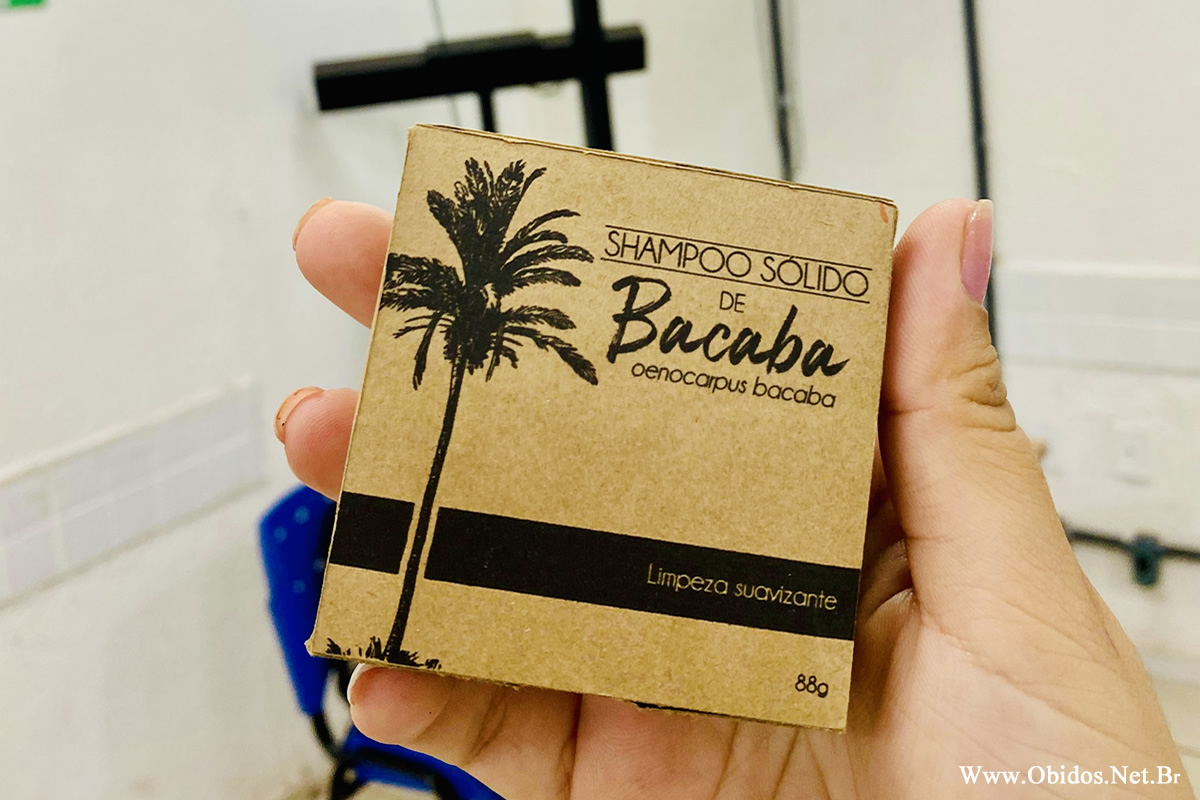 SHAMPOO SÓLIDO
DE
Bacaba
oenocarpus bacaba
Limpeza suavizante
88g
Www.Obidos.Net.Br